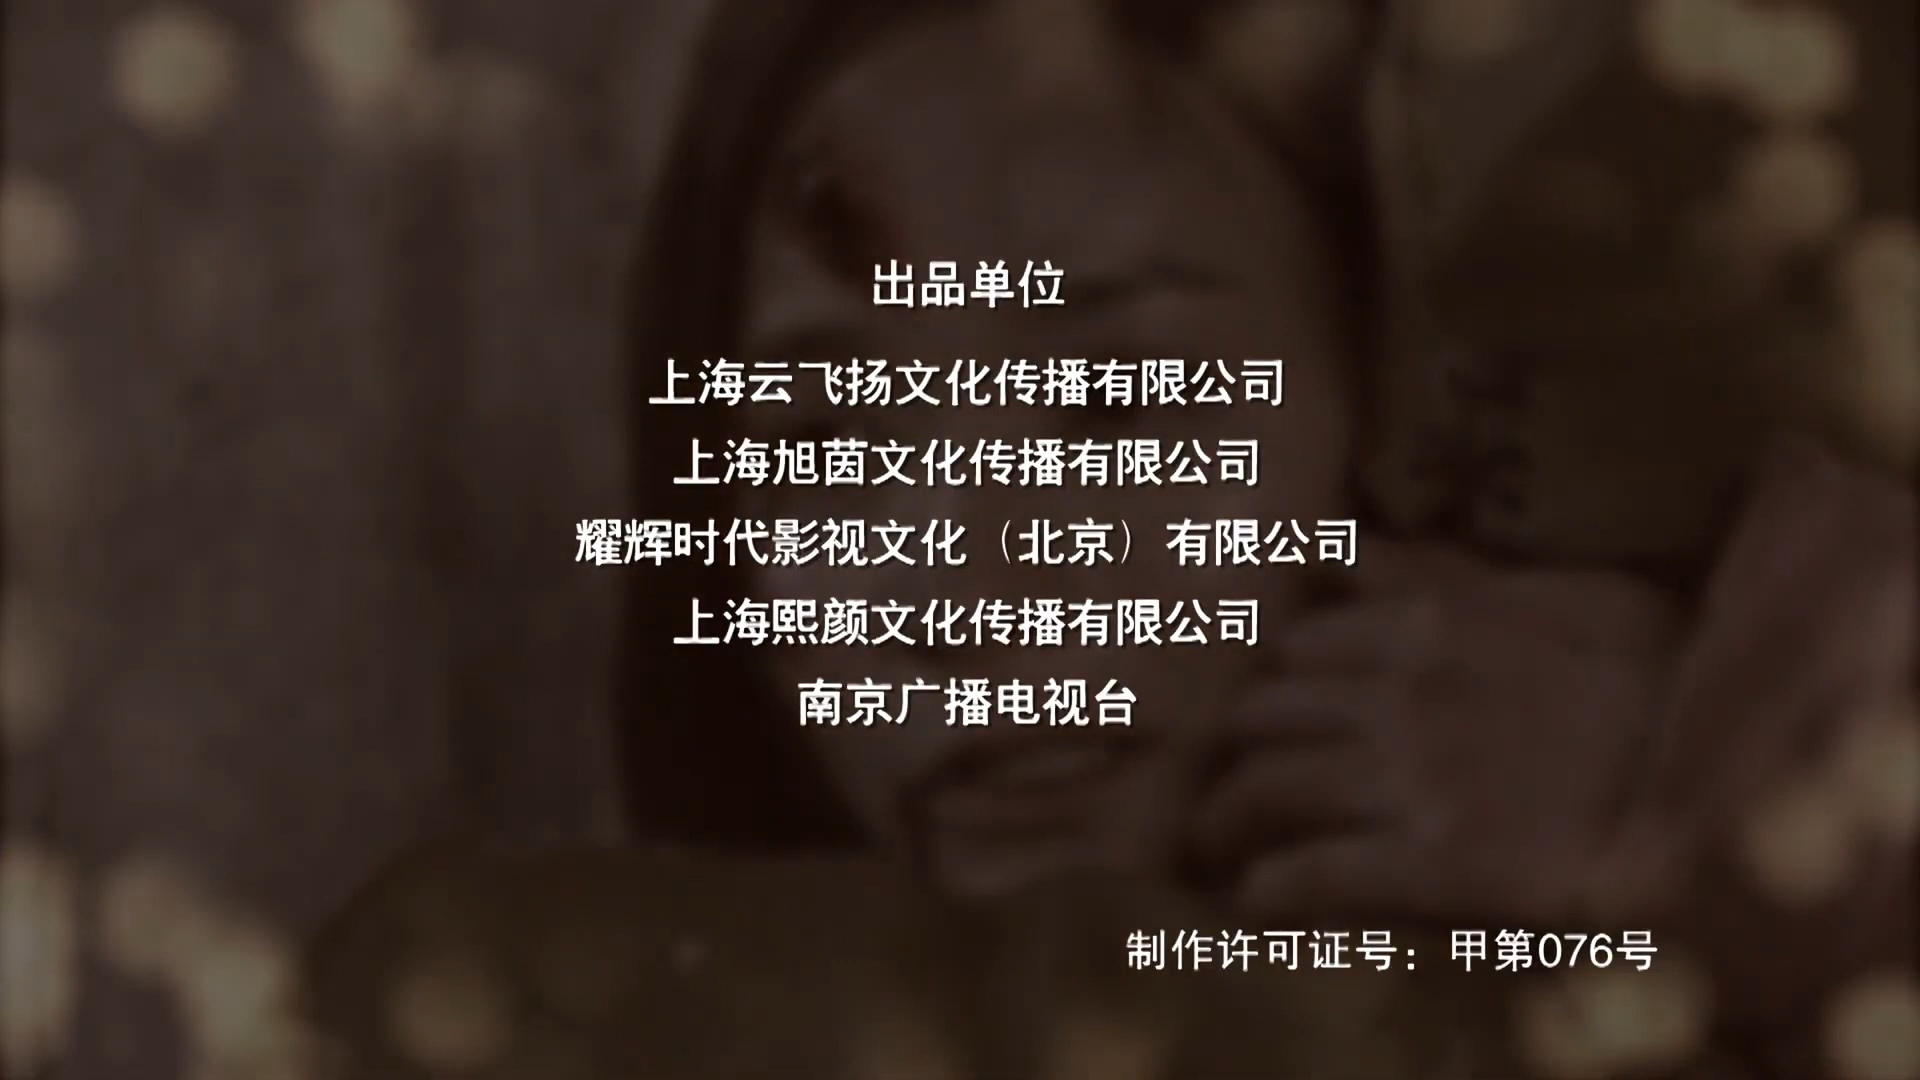 出品单位
上海云飞扬文化传播有限公司
上海旭茵文化传播有限公司
耀辉时代影视文化（北京）有限公司
上海熙颜文化传播有限公司
南京广播电视台
制作许可证号：甲第076号